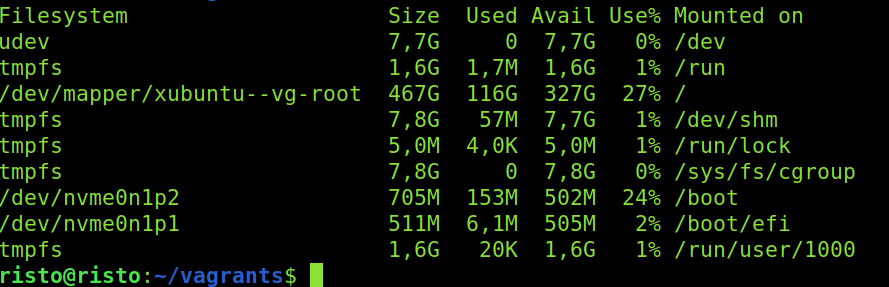 Filesystem Size Used Avail Use% Mounted on
udev 7,7G 0 7,7G 0% /dev
tmpfs 1,6G 1,7M 1,6G 1% /run
/dev/mapper/xubuntu--vg-root 467G 116G 327G 27% /
tmpfs 7,8G 57M 7,7G 1% /dev/shm
tmpfs 5,0M 4,0K 5,0M 1% /run/lock
tmpfs 7,8G 0 7,8G 0% /sys/fs/cgroup
/dev/nvme0n1p2 705M 153M 502M 24% /boot
/dev/nvme0n1p1 511M 6,1M 505M 2% /boot/efi
tmpfs 1,6G 20K 1,6G 1% /run/user/1000
risto@risto:~/vagrants$